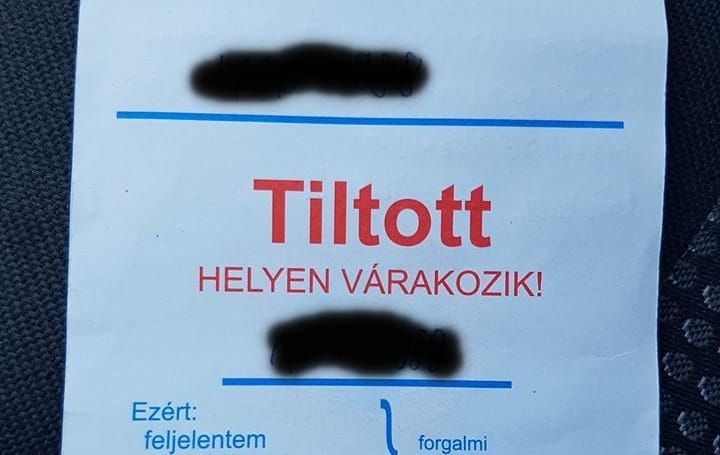 Tiltott
HELYEN VÁRAKOZIK!
Ezért:
feljelentem
forgalmi